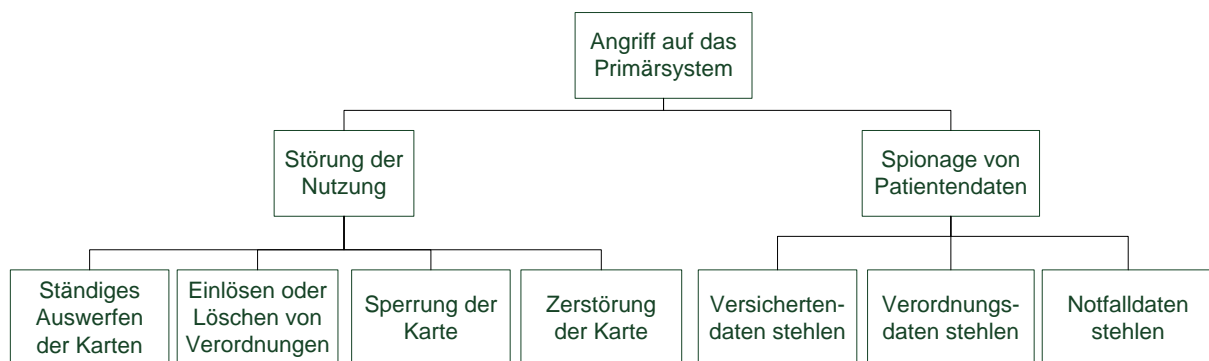 Angriff auf das
Primärsystem
Störung der
Nutzung
Spionage von
Patientendaten
Ständiges
Auswerfen
der Karten
Einlösen oder
Löschen von
Verordnungen
Sperrung der
Karte
Zerstörung
der Karte
Versicherten-
daten stehlen
Verordnungs-
daten stehlen
Notfalldaten
stehlen